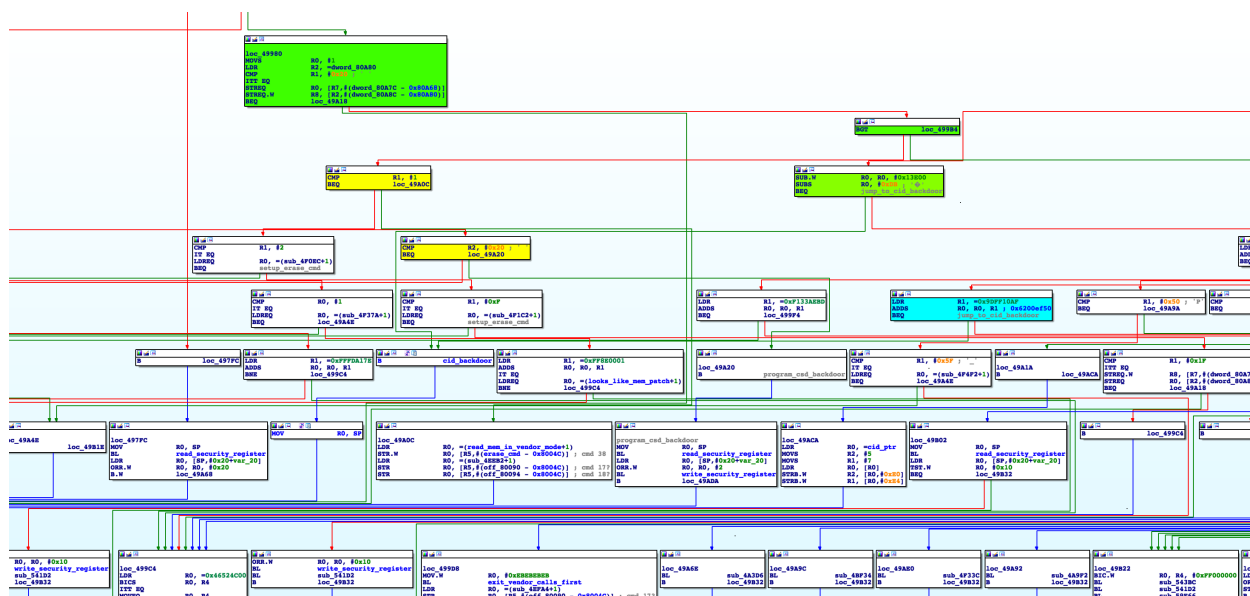 loc_49980
MOVS R0, #1
LDR R2, =dword_80A80
CMP R1,
ITT EQ
STREQ R0, [R7,#(dword_80A7C - 0x80A68)]
STREQ.W R8, [R2,#(dword_80A8C - 0x80A80)]
BEQ loc_49A18
BGT loc_499B4
CMP R1, #1
BEQ loc_49A0C
SUB.W R0, R0, #0x13E00
SUBS R0,
BEQ jump_to_cid_backdoor
CMP R1, #2
IT EQ
LDREQ R0, =(sub_4F0EC+1)
BEQ setup_erase_cmd
CMP R2, #0x20 ; ' '
BEQ loc_49A20
CMP R0, #1
IT EQ
LDREQ R0, =(sub_4F37A+1)
BEQ loc_49A4E
CMP R1, #0xF
IT EQ
LDREQ R0, =(sub_4F1C2+1)
BEQ setup_erase_cmd
LDR R1, =0xF133AEBD
ADDS R0, R0, R1
BEQ loc_499F4
LDR R1, =0x9DFF10AF
ADDS R0, R0, R1 ; 0x6200ef50
BEQ jump_to_cid_backdoor
CMP R1, #0x50 ; 'P'
BEQ loc_49A9A
CMP
IT EQ
LDREQ
BEQ
B loc_497FC
LDR R1, =0xFFFDA17E
ADDS R0, R0, R1
BNE loc_499C4
B cid_backdoor
LDR R1, =0xFF8E0001
ADDS R0, R0, R1
IT EQ
LDREQ R0, =(looks_like_mem_patch+1)
BNE loc_499C4
loc_49A20
B program_csd_backdoor
CMP R1, #0x5F ; '_'
IT EQ
LDREQ R0, =(sub_4F4F2+1)
BEQ loc_49A4E
loc_49A1A
B loc_49ACA
CMP R1, #0x1F
ITT EQ
STREQ.W R8, [R7,#(dword_80A7
STREQ R0, [R2,#(dword_80A8
BEQ loc_49A18
loc_49B1E
loc_497FC
MOV R0, SP
BL read_security_register
LDR R0, [SP,#0x20+var_20]
ORR.W R0, R0, #0x20
B.W loc_49A68
MOV R0, SP
loc_49A0C
LDR R0, =(read_mem_in_vendor_mode+1)
STR.W R0, [R5,#(erase_cmd - 0x8004C)] ; cmd 38
LDR R0, =(sub_4EEB2+1)
STR R0, [R5,#(off_80090 - 0x8004C)] ; cmd 17?
STR R0, [R5,#(off_80094 - 0x8004C)] ; cmd 18?
program_csd_backdoor
MOV R0, SP
BL read_security_register
LDR R0, [SP,#0x20+var_20]
ORR.W R0, R0, #2
BL write_security_register
B loc_49ADA
loc_49ACA
LDR R0, =cid_ptr
MOVS R2, #5
MOVS R1, #7
LDR R0, [R0]
STRB.W R2, [R0,#0xE0]
STRB.W R1, [R0,#0xE4]
loc_49B02
MOV R0, SP
BL read_security_register
LDR R0, [SP,#0x20+var_20]
TST.W R0, #0x10
BEQ loc_49B32
B loc_499C4
B
R0, R0, #0x10
write_security_register
sub_541D2
loc_49B32
loc_499C4
LDR R0, =0x46524C00
BICS R0, R4
ITT EQ
ORR.W R0, R0, #0x10
BL write_security_register
BL sub_541D2
B loc_49B32
loc_499D8
MOV.W R0, #0xEBEBEBEB
BL exit_vendor_calls_first
LDR R0, =(sub_4EFA4+1)
loc_49A6E
BL sub_4A3D6
B loc_49B32
loc_49A9C
BL sub_4BF34
B loc_49B32
loc_49AE0
BL sub_4F33C
B loc_49B32
loc_49A92
BL sub_4A9F2
B loc_49B32
loc_49B22
BIC.W R0, R4, #0xFF000000
BL sub_543BC